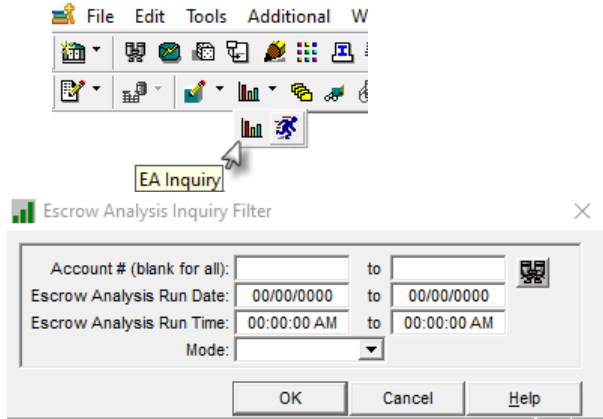 File Edit Tools Additional W
EA Inquiry
Escrow Analysis Inquiry Filter
Account # (blank for all): to
Escrow Analysis Run Date: 00/00/0000 to 00/00/0000
Escrow Analysis Run Time: 00:00:00 AM to 00:00:00 AM
Mode:
OK Cancel Help